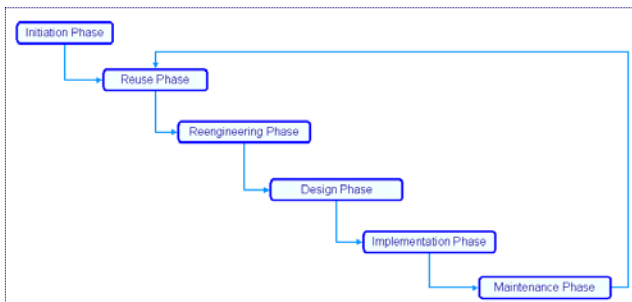 Initiation Phase
Reuse Phase
Reengineering Phase
Design Phase
Implementation Phase
Maintenance Phase